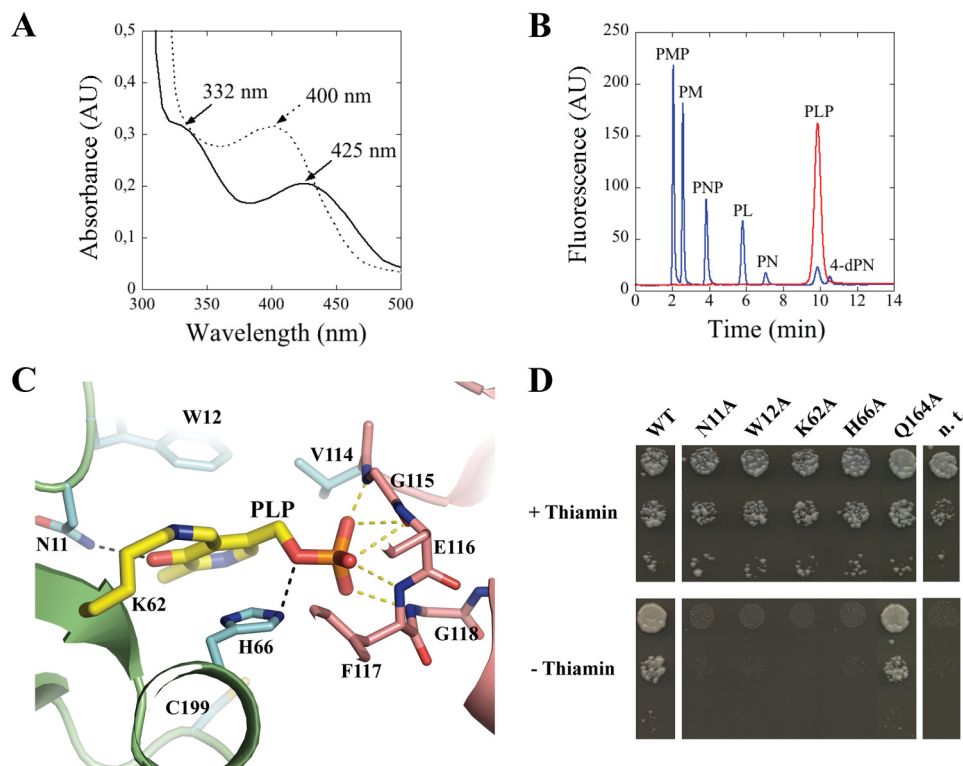 A
0,5
0,4
0,3
0,2
0,1
0
300
350
400
450
500
332 nm
400 nm
425 nm
Absorbance (AU)
Wavelength (nm)
B
250
200
150
100
50
0
0
2
4
6
8
10
12
14
PMP
PM
PNP
PL
PN
PLP
4-dPN
Fluorescence (AU)
Time (min)
C
W12
V114
G115
PLP
N11
E116
K62
H66
G118
F117
C199
D
WT
N11A
W12A
K62A
H66A
Q164A
n. t
+ Thiamin
- Thiamin